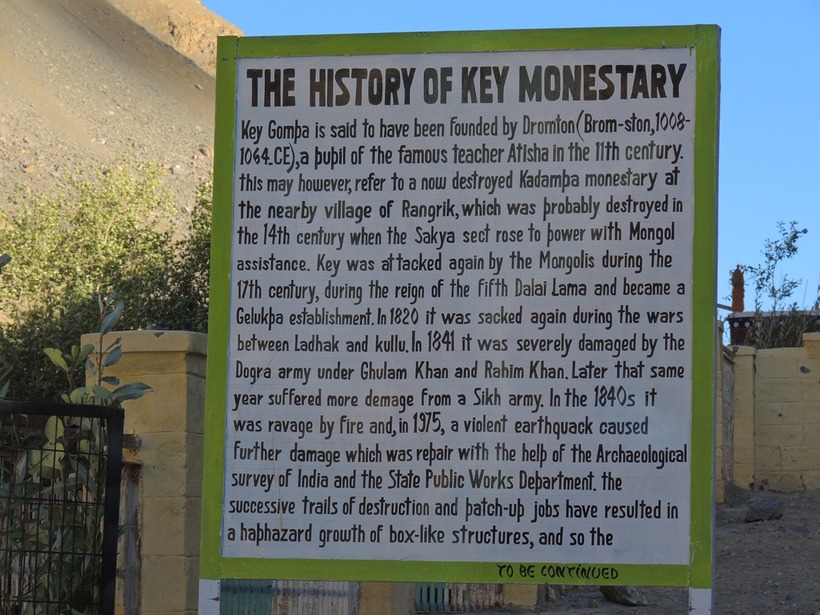 THE HISTORY OF KEY MONESTARY
Key Gompa is said to have been founded by Dromton(Brom-ston,1008-
1064.CE),a pupil of the famous teacher Atisha in the 11th century.
this may however, refer to a now destroyed Kadampa monestary at
the nearby village of Rangrik, which was probably destroyed in
the 14th century when the Sakya sect rose to power with Mongol
assistance. Key was attacked again by the Mongolis during the
17th century, during the reign of the Fifth Dalai Lama and became a
Gelukpa establishment. In 1820 it was sacked again during the wars
between Ladhak and kullu. In 1841 it was severely damaged by the
Dogra army under Ghulam Khan and Rahim Khan. Later that same
year suffered more demage from a Sikh army. In the 1840s it
was ravage by fire and, in 1975, a violent earthquack caused
further damage which was repair with the help of the Archaeological
survey of India and the State Public Works Department. the
successive trails of destruction and patch-up jobs have resulted in
a haphazard growth of box-like structures, and so the
TO BE CONTINUED